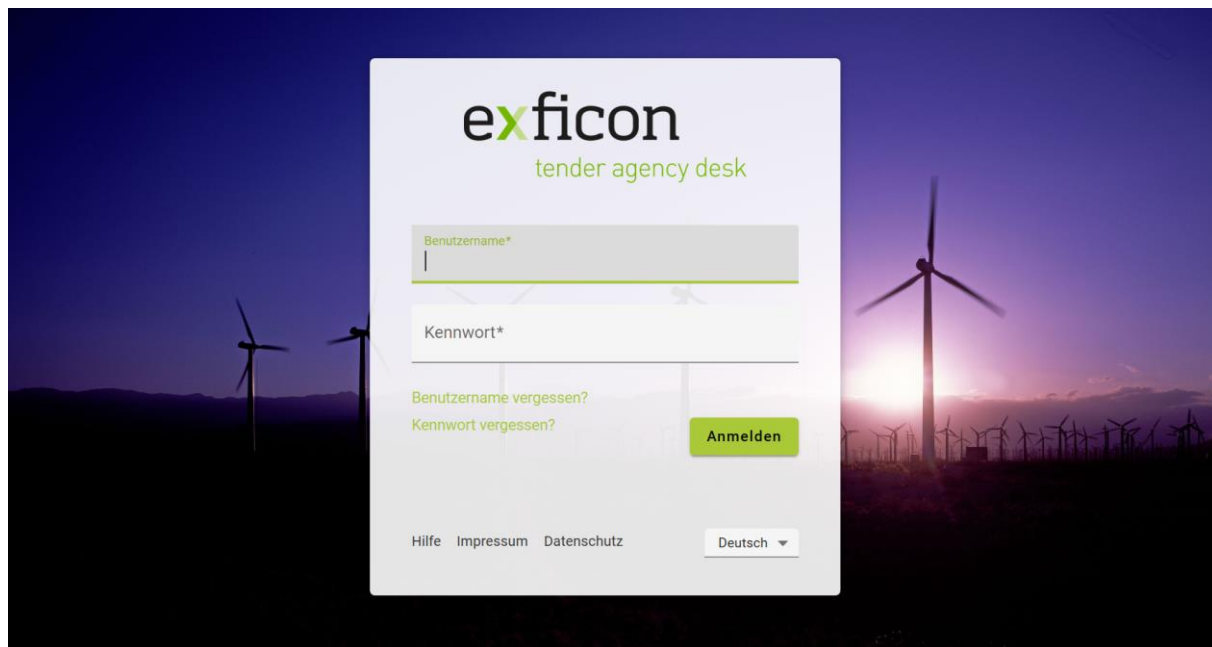 exficon
tender agency desk
Benutzername*
Kennwort*
Benutzername vergessen?
Kennwort vergessen?
Anmelden
Hilfe Impressum Datenschutz Deutsch